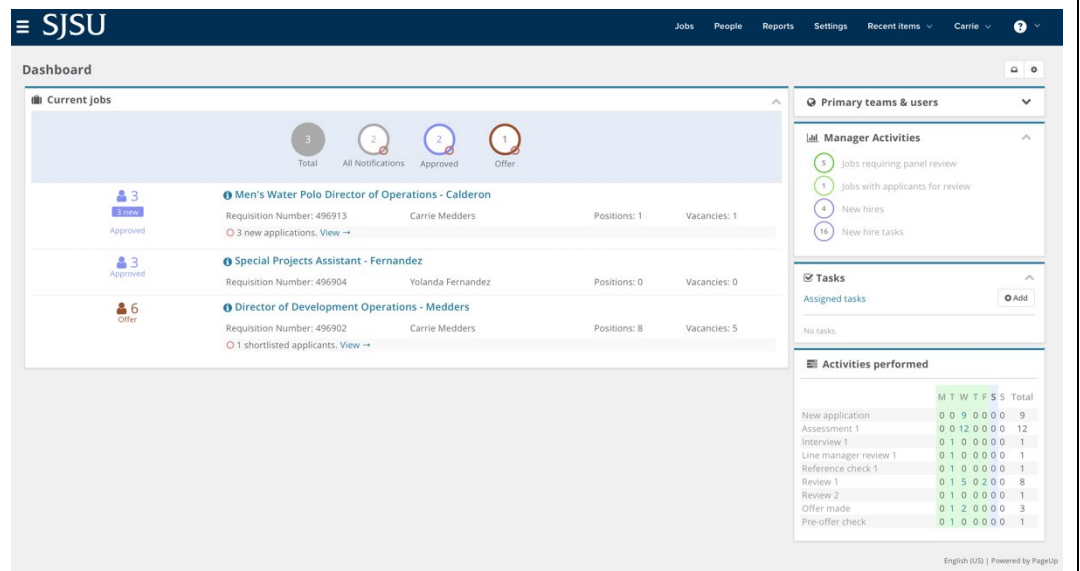 SJSU
Jobs People Reports Settings Recent items Carrie ?
Dashboard
Current jobs
3 2 2 1
Total All Notifications Approved Offer
3
3 new
Approved
Men's Water Polo Director of Operations - Calderon
Requisition Number: 496913 Carrie Medders Positions: 1 Vacancies: 1
3 new applications. View →
3
Approved
Special Projects Assistant - Fernandez
Requisition Number: 496904 Yolanda Fernandez Positions: 0 Vacancies: 0
6
Offer
Director of Development Operations - Medders
Requisition Number: 496902 Carrie Medders Positions: 8 Vacancies: 5
1 shortlisted applicants. View →
Primary teams & users
Manager Activities
5 Jobs requiring panel review
1 Jobs with applicants for review
4 New hires
16 New hire tasks
Tasks
Assigned tasks Add
No tasks.
Activities performed
M T W T F S S Total
New application 0 0 9 0 0 0 0 9
Assessment 1 0 0 12 0 0 0 0 12
Interview 1 0 1 0 0 0 0 0 1
Line manager review 1 0 1 0 0 0 0 0 1
Reference check 1 0 1 0 0 0 0 0 1
Review 1 0 1 5 0 2 0 0 8
Review 2 0 1 0 0 0 0 0 1
Offer made 0 1 2 0 0 0 0 3
Pre-offer check 0 1 0 0 0 0 0 1
English (US) | Powered by PageUp